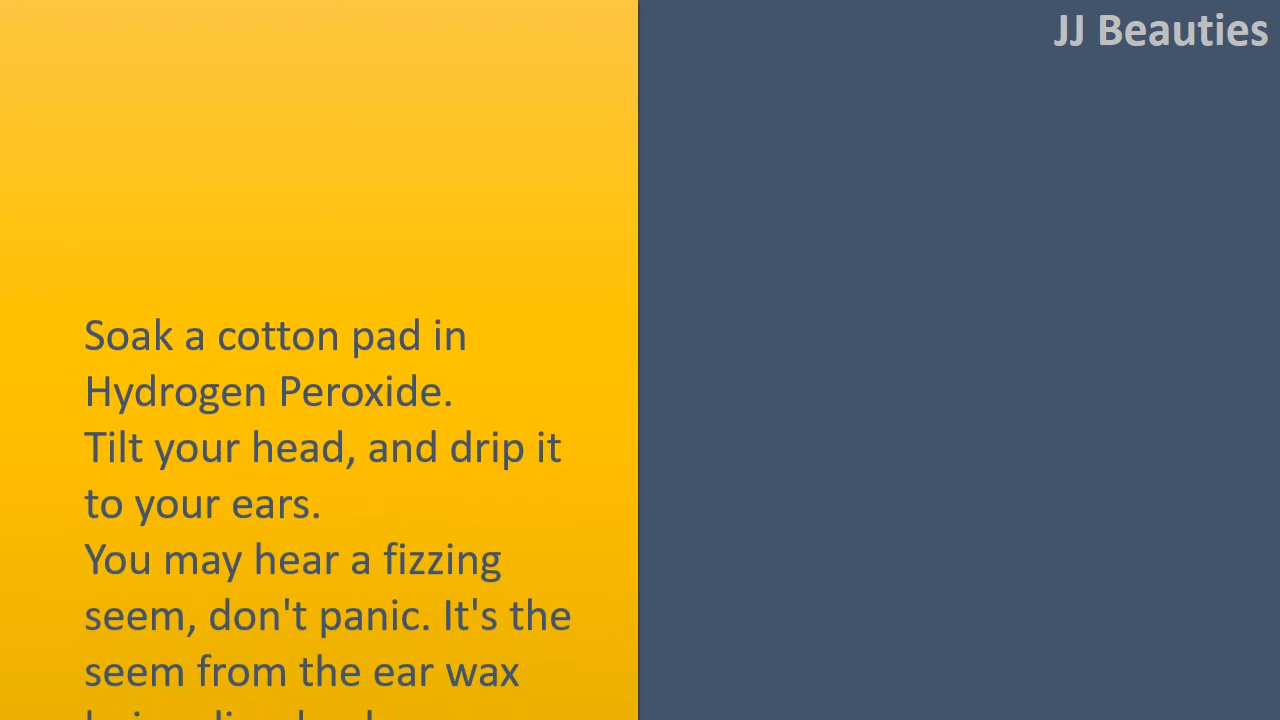 JJ Beauties
Soak a cotton pad in
Hydrogen Peroxide.
Tilt your head, and drip it
to your ears.
You may hear a fizzing
seem, don't panic. It's the
seem from the ear wax